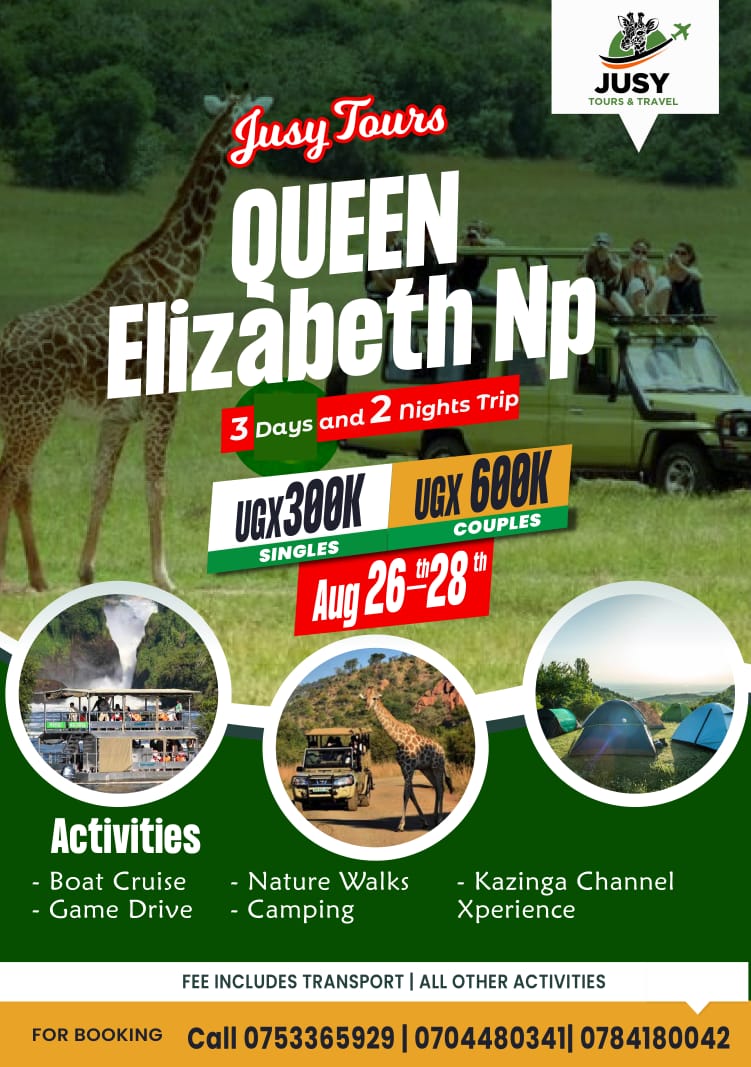 JUSY
TOURS & TRAVEL
Jusy Tours
QUEEN
Elizabeth Np
3 Days and 2 Nights Trip
UGX300K
SINGLES
UGX 600K
COUPLES
Aug 26th-28th
Activities
- Boat Cruise
- Game Drive
- Nature Walks
- Camping
- Kazinga Channel
Xperience
FEE INCLUDES TRANSPORT | ALL OTHER ACTIVITIES
FOR BOOKING Call 0753365929 | 0704480341| 0784180042